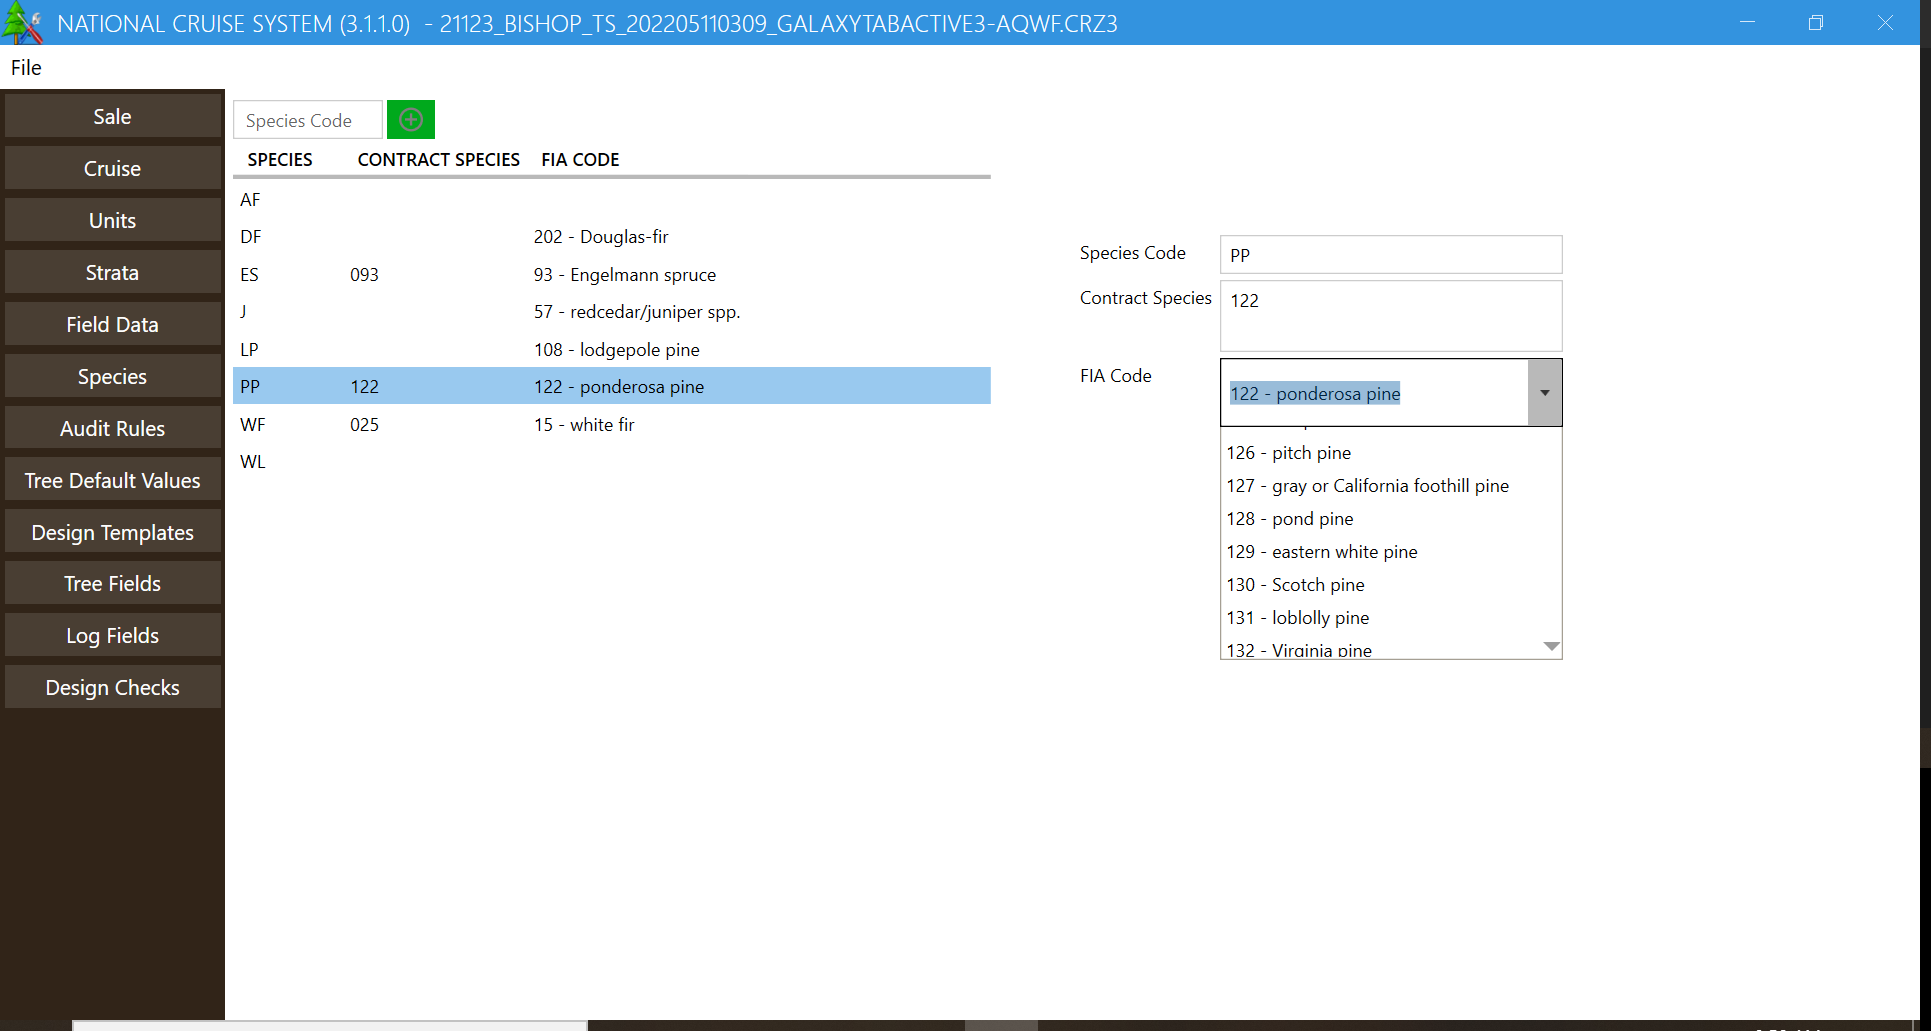 NATIONAL CRUISE SYSTEM (3.1.1.0) - 21123_BISHOP_TS_202205110309_GALAXYTABACTIVE3-AQWF.CRZ3
File
Sale
Cruise
Units
Strata
Field Data
Species
Audit Rules
Tree Default Values
Design Templates
Tree Fields
Log Fields
Design Checks
Species Code
SPECIES CONTRACT SPECIES FIA CODE
AF
DF 202 - Douglas-fir
ES 093 93 - Engelmann spruce
J 57 - redcedar/juniper spp.
LP 108 - lodgepole pine
PP 122 122 - ponderosa pine
WF 025 15 - white fir
WL
Species Code PP
Contract Species 122
FIA Code 122 - ponderosa pine
126 - pitch pine
127 - gray or California foothill pine
128 - pond pine
129 - eastern white pine
130 - Scotch pine
131 - loblolly pine
132 - Virginia pine